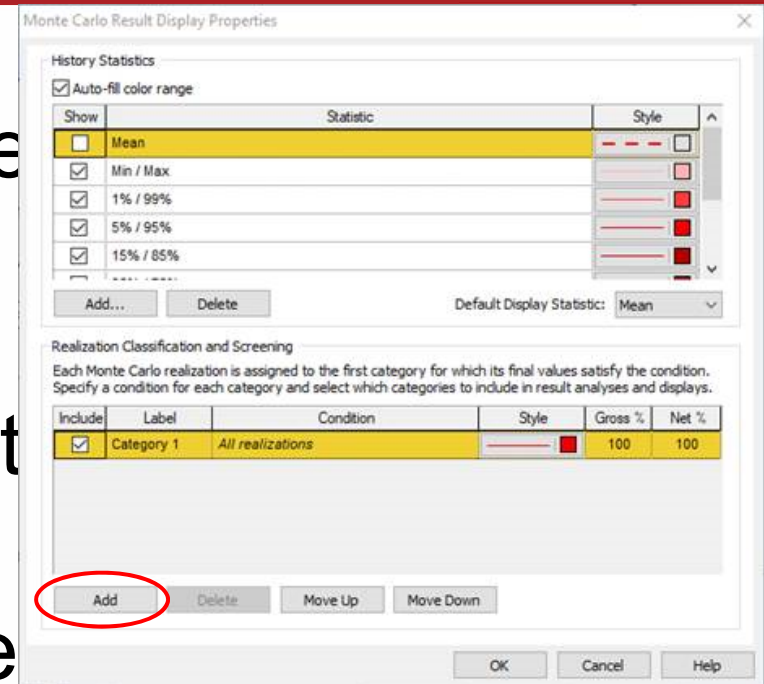 Monte Carlo Result Display Properties
History Statistics
Auto-fill color range
Show Statistic Style
Mean
Min / Max
1% / 99%
5% / 95%
15% / 85%
Add... Delete Default Display Statistic: Mean
Realization Classification and Screening
Each Monte Carlo realization is assigned to the first category for which its final values satisfy the condition.
Specify a condition for each category and select which categories to include in result analyses and displays.
Include Label Condition Style Gross % Net %
Category 1 All realizations 100 100
Add Delete Move Up Move Down
OK Cancel Help